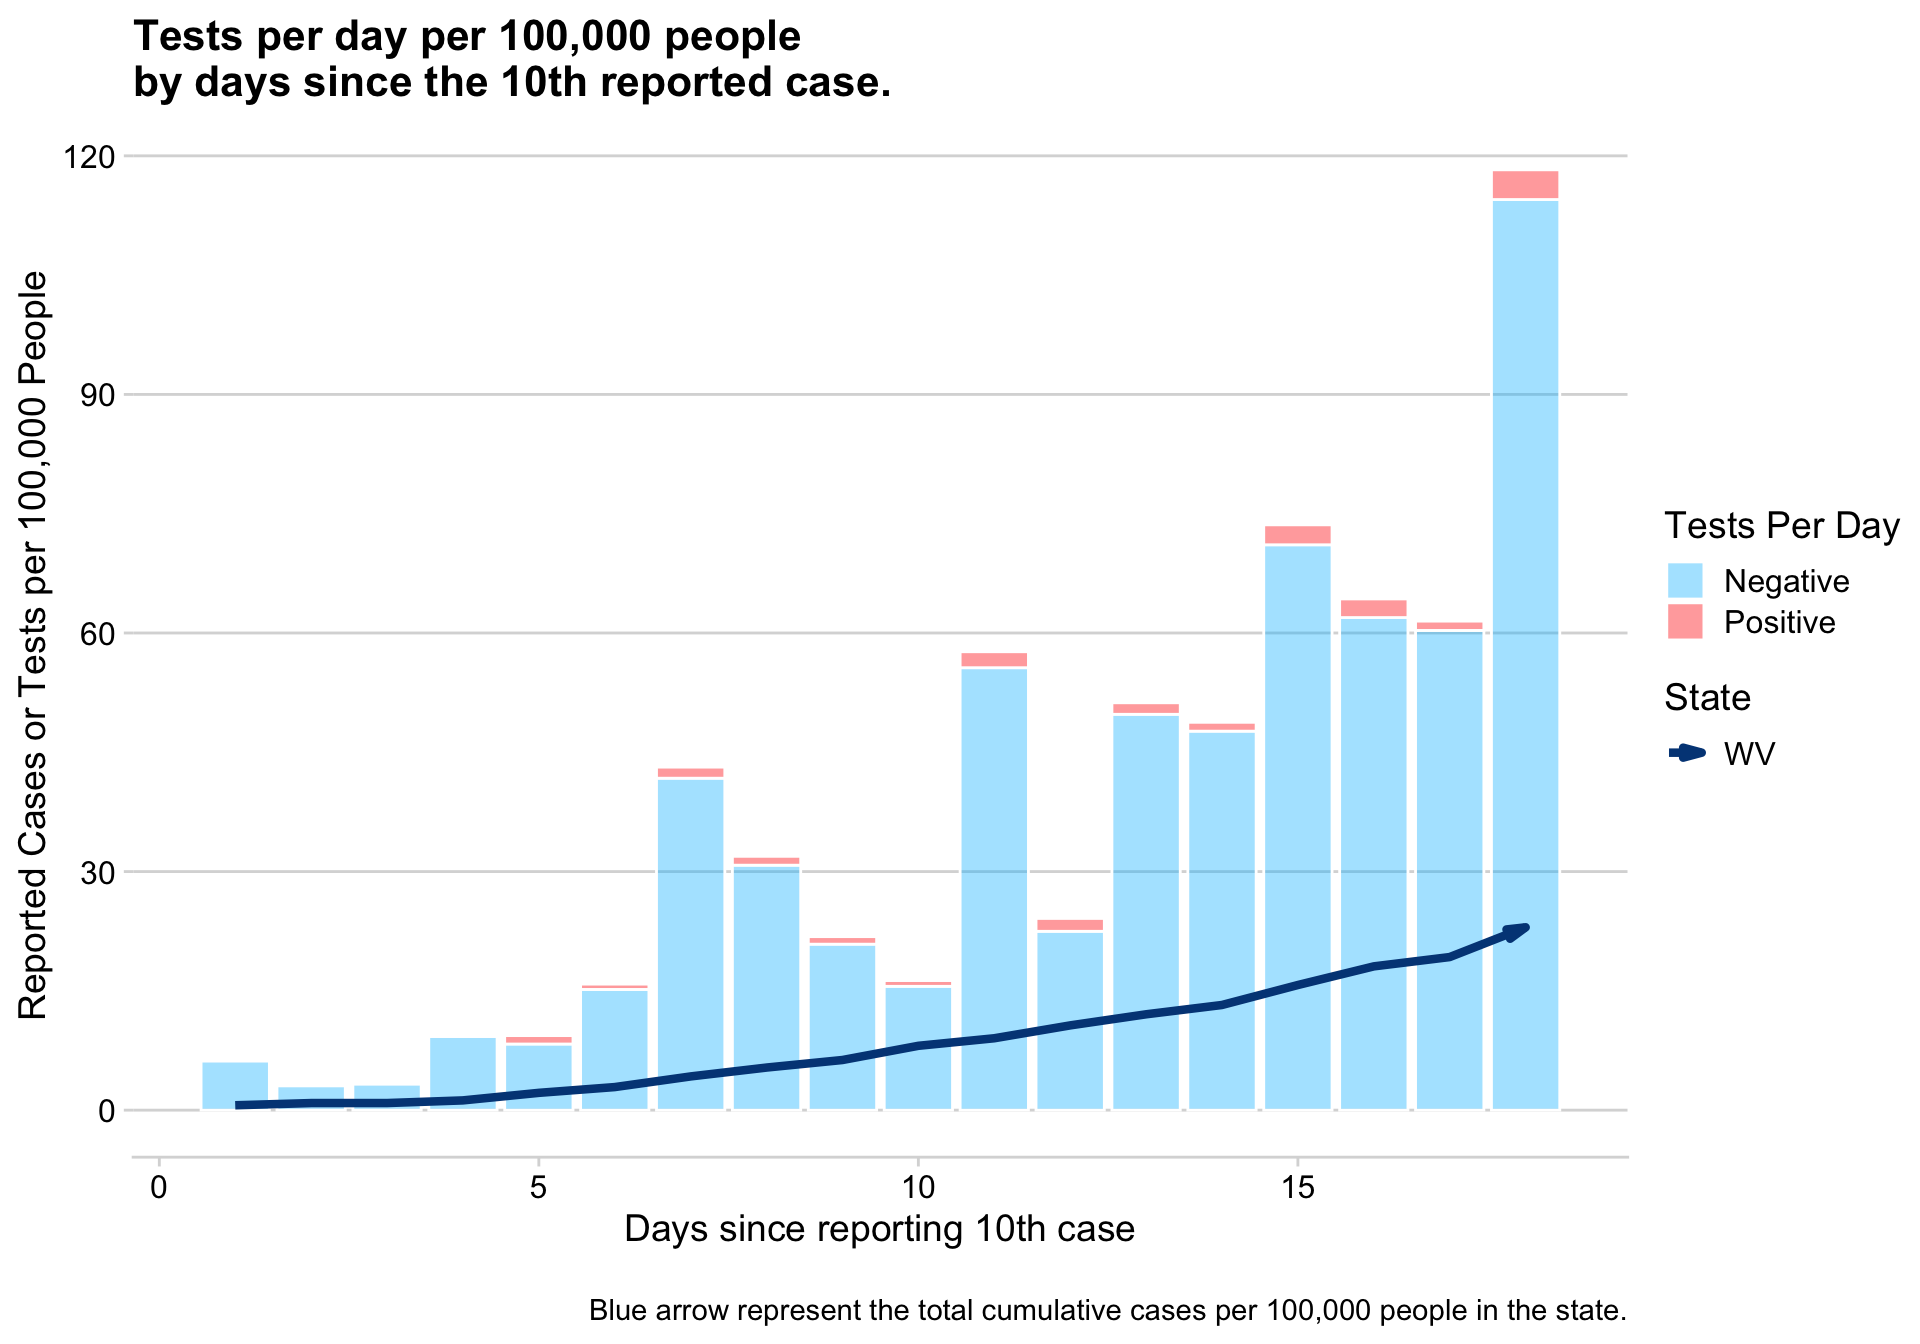 Tests per day per 100,000 people
by days since the 10th reported case.
Reported Cases or Tests per 100,000 People
120
90
60
30
0
0
5
10
15
Days since reporting 10th case
Tests Per Day
Negative
Positive
State
WV
Blue arrow represent the total cumulative cases per 100,000 people in the state.